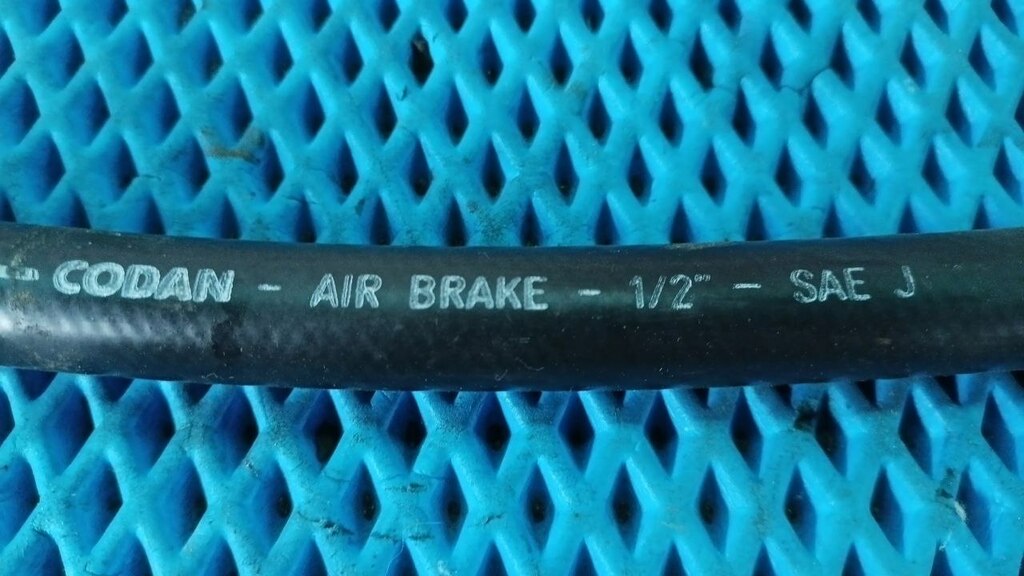 - CODAN - AIR BRAKE - 1/2" - SAE J